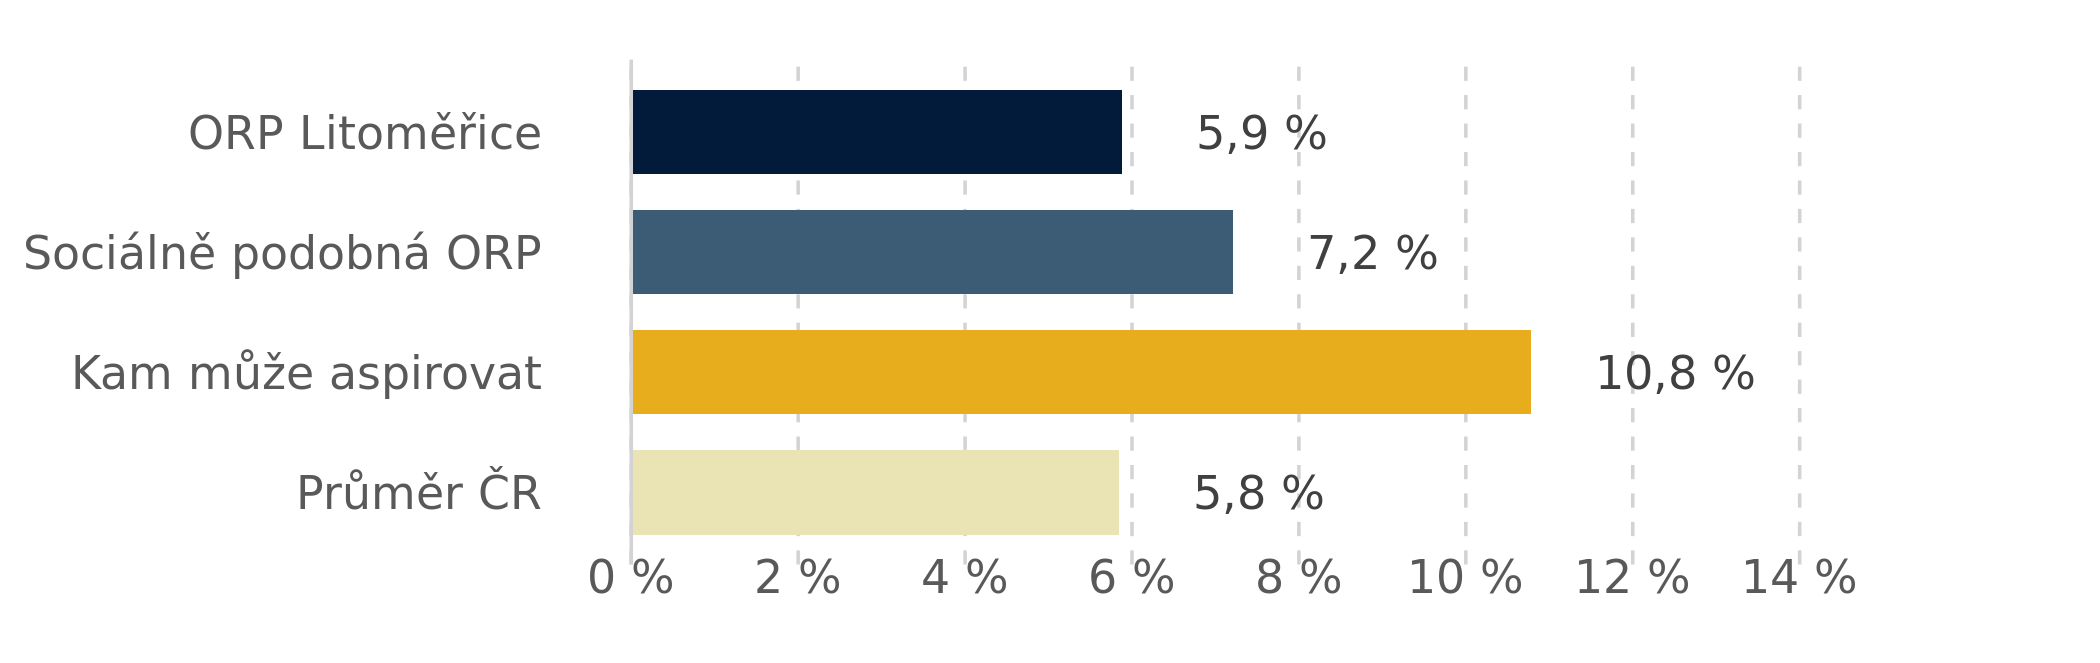 ORP Litoměřice 5,9 %
Sociálně podobná ORP 7,2 %
Kam může aspirovat 10,8 %
Průměr ČR 5,8 %
0 % 2 % 4 % 6 % 8 % 10 % 12 % 14 %